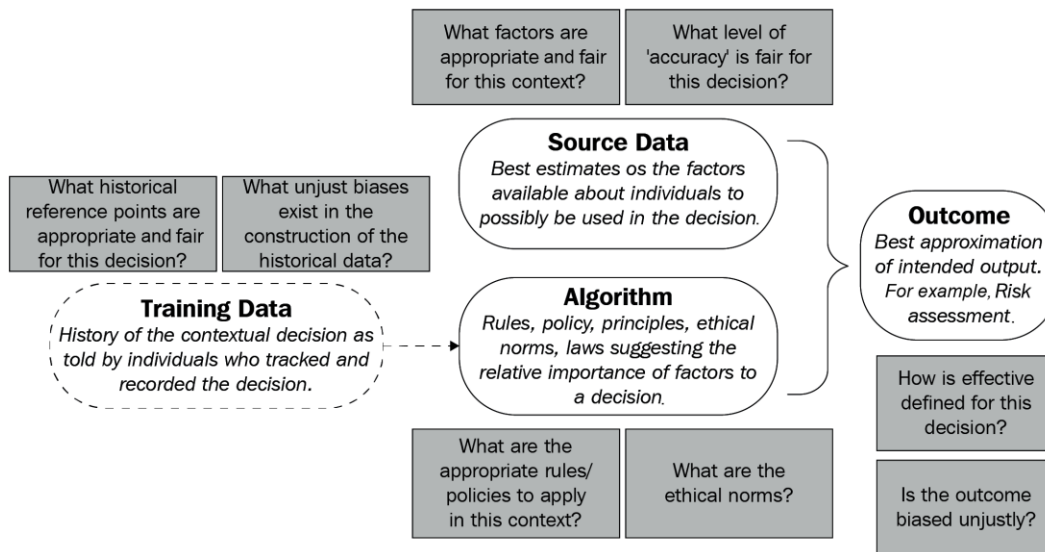 What factors are
appropriate and fair
for this context?
What level of
'accuracy' is fair for
this decision?
Source Data
Best estimates os the factors
available about individuals to
possibly be used in the decision.
What historical
reference points are
appropriate and fair
for this decision?
What unjust biases
exist in the
construction of the
historical data?
Training Data
History of the contextual decision as
told by individuals who tracked and
recorded the decision.
Algorithm
Rules, policy, principles, ethical
norms, laws suggesting the
relative importance of factors to
a decision.
Outcome
Best approximation
of intended output.
For example, Risk
assessment.
What are the
appropriate rules/
policies to apply
in this context?
What are the
ethical norms?
How is effective
defined for this
decision?
Is the outcome
biased unjustly?